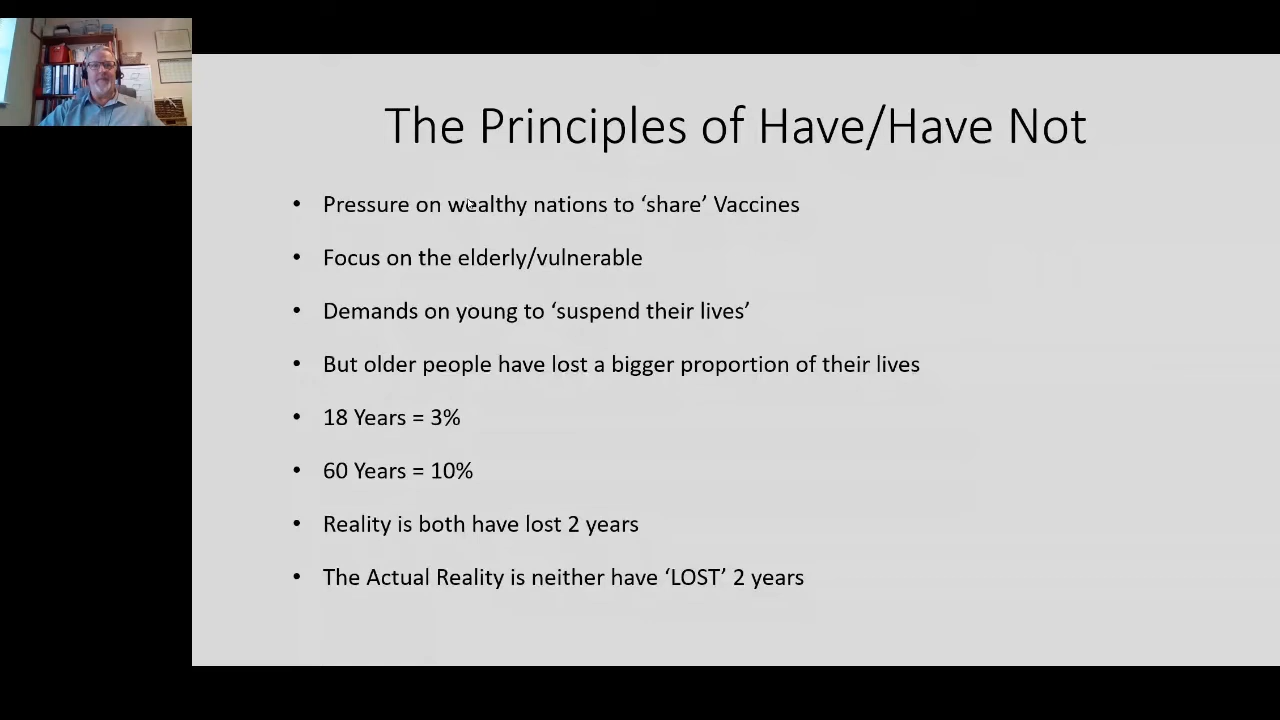 The Principles of Have/Have Not
• Pressure on wealthy nations to ‘share’ Vaccines
• Focus on the elderly/vulnerable
• Demands on young to ‘suspend their lives’
• But older people have lost a bigger proportion of their lives
• 18 Years = 3%
• 60 Years = 10%
• Reality is both have lost 2 years
• The Actual Reality is neither have ‘LOST’ 2 years